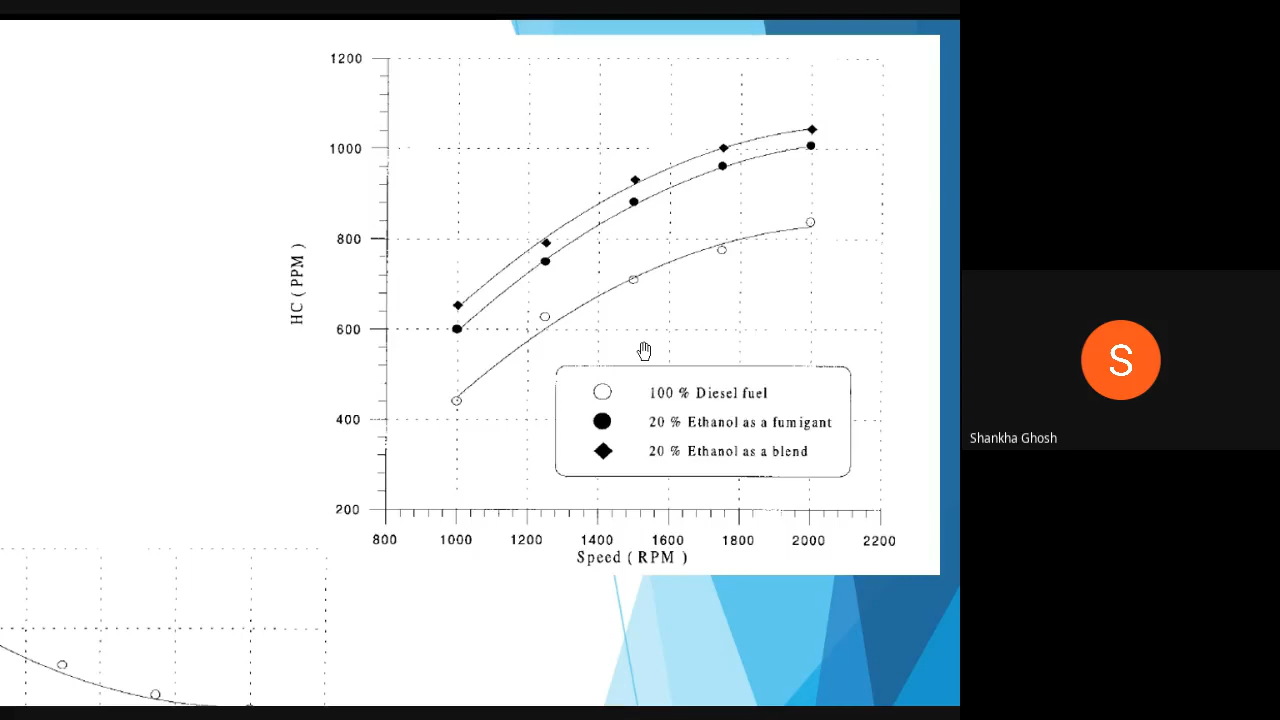 1200
1000
800
600
400
200
HC ( PPM )
100 % Diesel fuel
20 % Ethanol as a fumigant
20 % Ethanol as a blend
800 1000 1200 1400 1600 1800 2000 2200
Speed ( RPM )
S
Shankha Ghosh